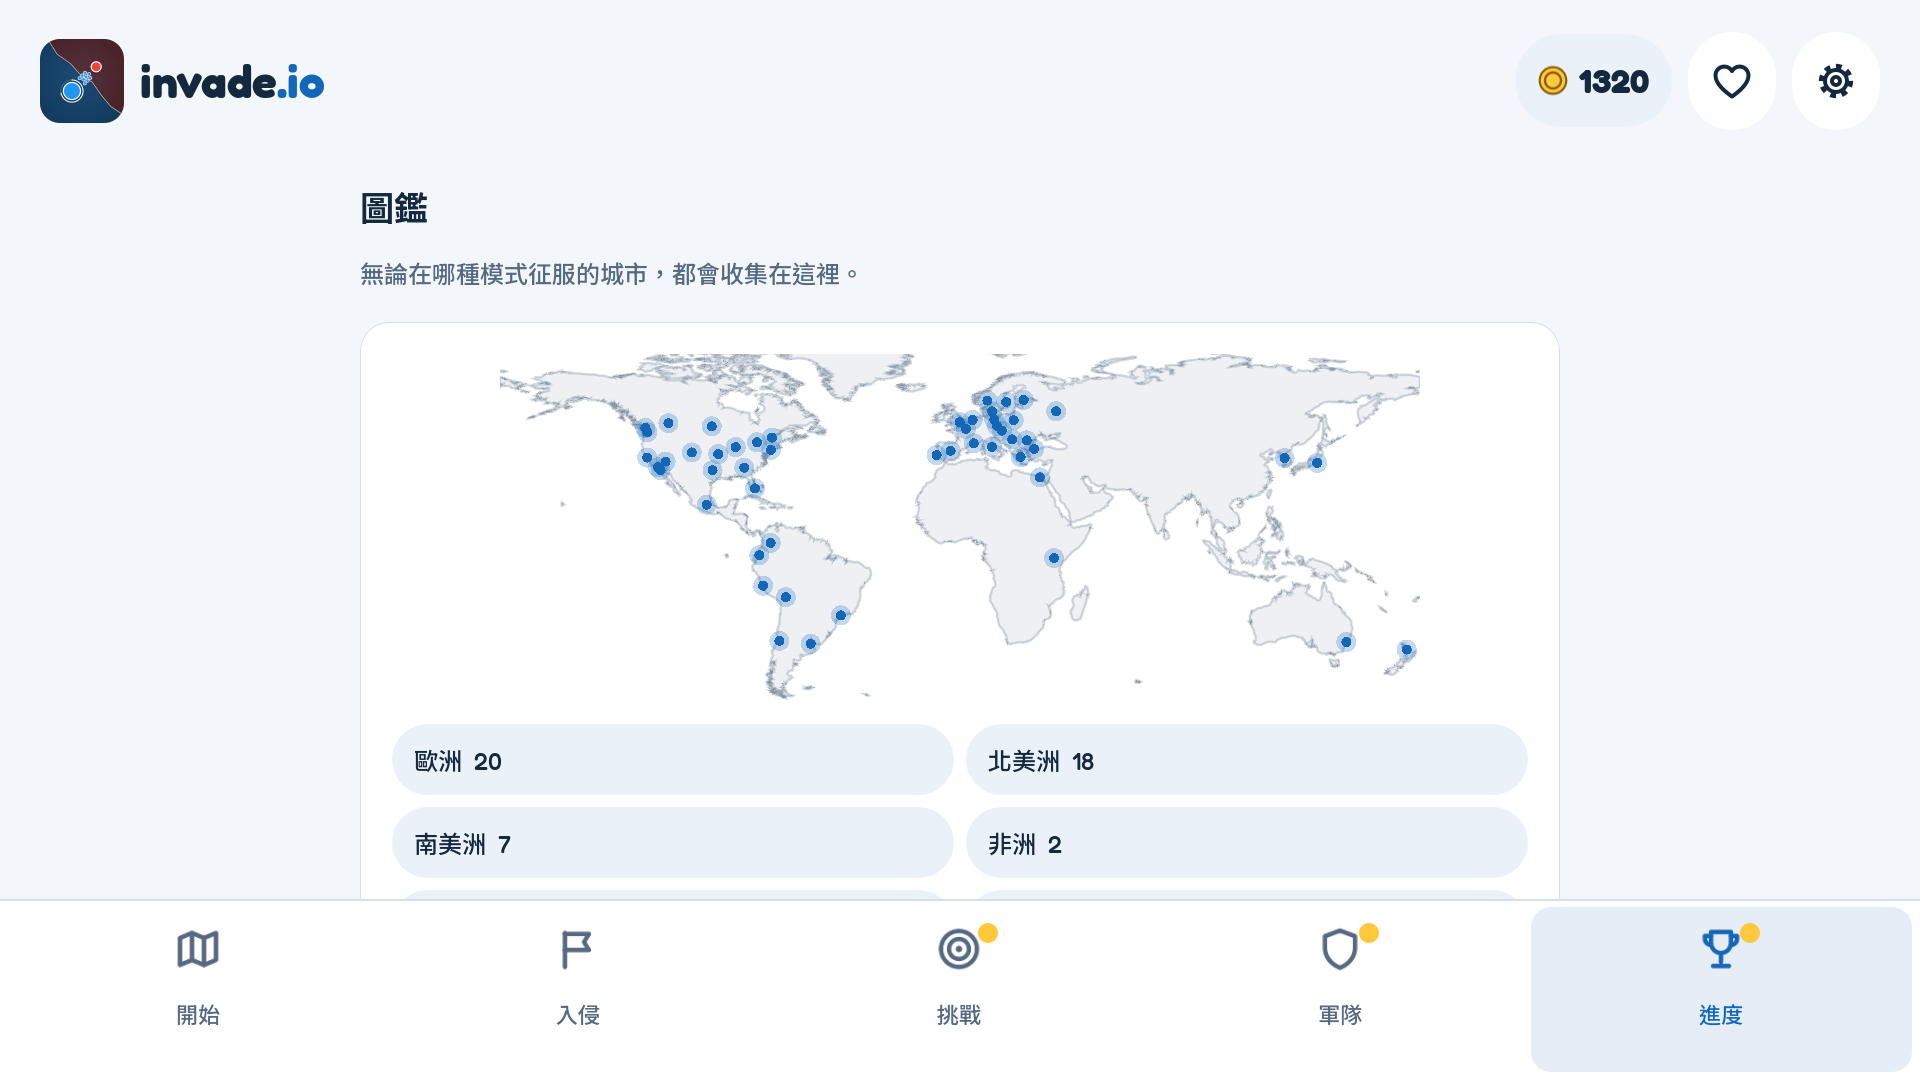 invade.io
1320
圖鑑
無論在哪種模式征服的城市，都會收集在這裡。
歐洲 20
北美洲 18
南美洲 7
非洲 2
開始
入侵
挑戰
軍隊
進度